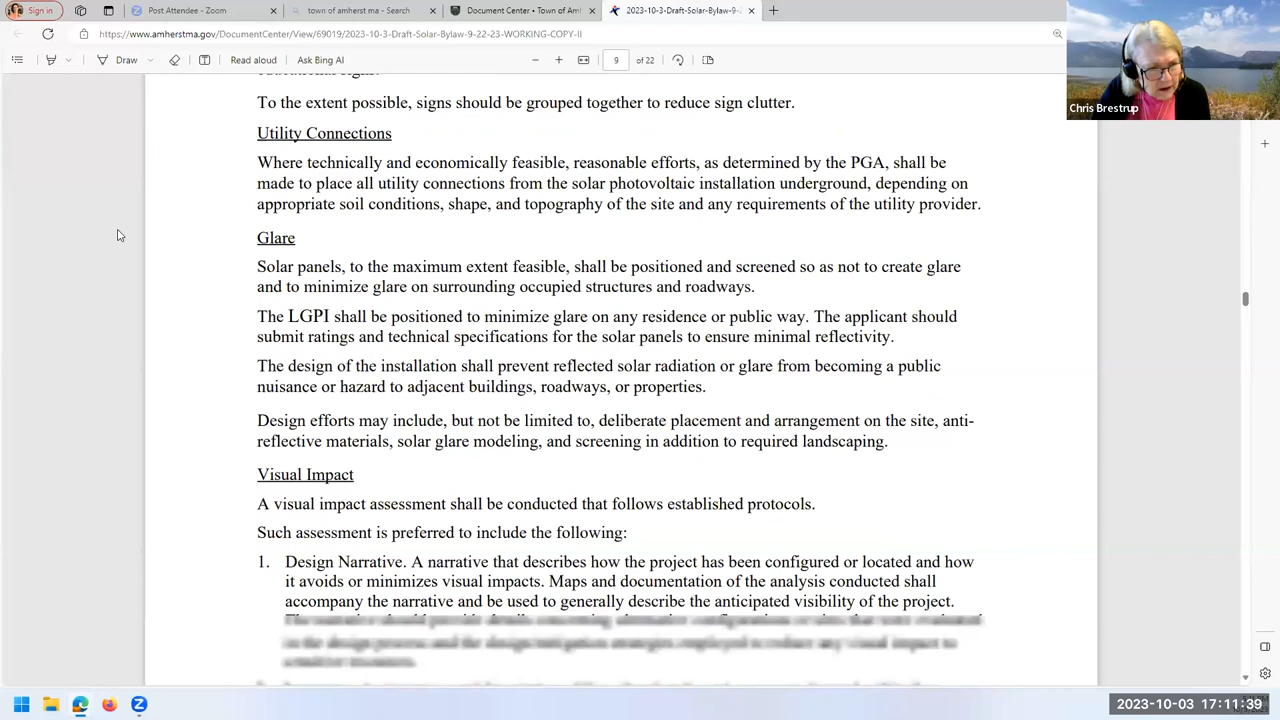 Sign in
Post Attendee - Zoom
town of amherst ma - Search
Document Center • Town of Aml
2023-10-3-Draft-Solar-Bylaw-9-2
https://www.amherstma.gov/DocumentCenter/View/69019/2023-10-3-Draft-Solar-Bylaw-9-22-23-WORKING-COPY-II
Draw
Read aloud
Ask Bing AI
9 of 22
Chris Brestrup
To the extent possible, signs should be grouped together to reduce sign clutter.
Utility Connections
Where technically and economically feasible, reasonable efforts, as determined by the PGA, shall be
made to place all utility connections from the solar photovoltaic installation underground, depending on
appropriate soil conditions, shape, and topography of the site and any requirements of the utility provider.
Glare
Solar panels, to the maximum extent feasible, shall be positioned and screened so as not to create glare
and to minimize glare on surrounding occupied structures and roadways.
The LGPI shall be positioned to minimize glare on any residence or public way. The applicant should
submit ratings and technical specifications for the solar panels to ensure minimal reflectivity.
The design of the installation shall prevent reflected solar radiation or glare from becoming a public
nuisance or hazard to adjacent buildings, roadways, or properties.
Design efforts may include, but not be limited to, deliberate placement and arrangement on the site, anti-
reflective materials, solar glare modeling, and screening in addition to required landscaping.
Visual Impact
A visual impact assessment shall be conducted that follows established protocols.
Such assessment is preferred to include the following:
1. Design Narrative. A narrative that describes how the project has been configured or located and how
it avoids or minimizes visual impacts. Maps and documentation of the analysis conducted shall
accompany the narrative and be used to generally describe the anticipated visibility of the project.
2023-10-03 17:11:39